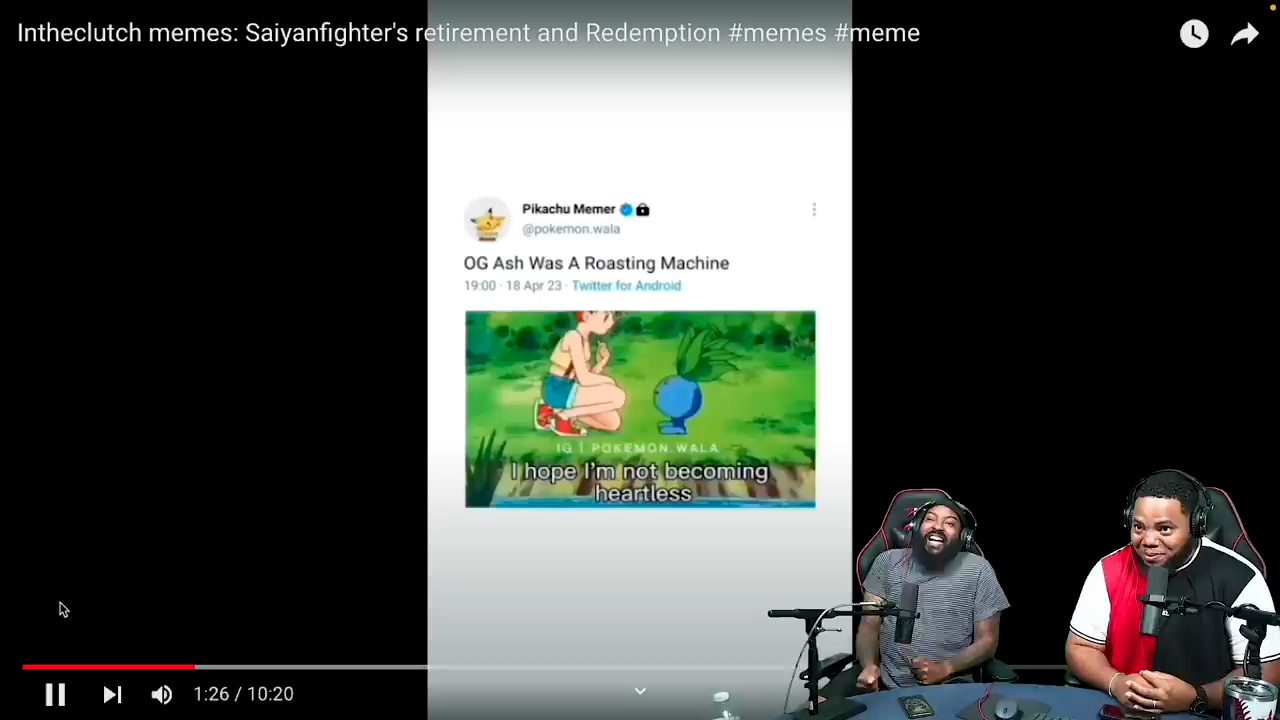 Intheclutch memes: Saiyanfighter's retirement and Redemption #memes #meme
Pikachu Memer
@pokemon.wala
OG Ash Was A Roasting Machine
19:00 · 18 Apr 23 · Twitter for Android
IG | POKEMON.WALA
I hope I'm not becoming
heartless
1:26 / 10:20